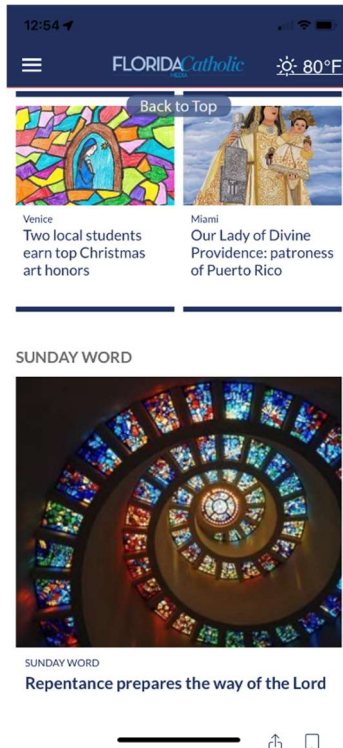 12:54
FLORIDA Catholic
MEDIA
80°F
Back to Top
Venice
Two local students
earn top Christmas
art honors
Miami
Our Lady of Divine
Providence: patroness
of Puerto Rico
SUNDAY WORD
SUNDAY WORD
Repentance prepares the way of the Lord